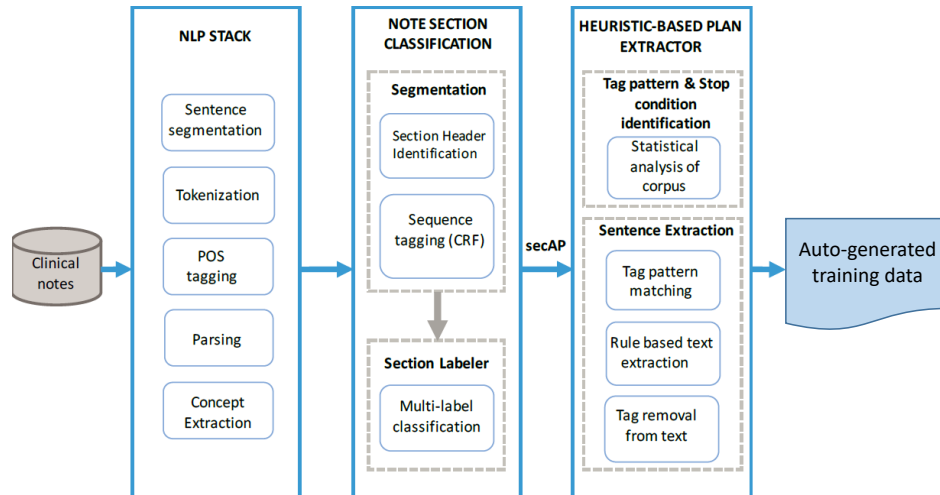 NLP STACK
Sentence
segmentation
Tokenization
POS
tagging
Parsing
Concept
Extraction
Clinical
notes
NOTE SECTION
CLASSIFICATION
Segmentation
Section Header
Identification
Sequence
tagging (CRF)
Section Labeler
Multi-label
classification
secAP
HEURISTIC-BASED PLAN
EXTRACTOR
Tag pattern & Stop
condition
identification
Statistical
analysis of
corpus
Sentence Extraction
Tag pattern
matching
Rule based text
extraction
Tag removal
from text
Auto-generated
training data